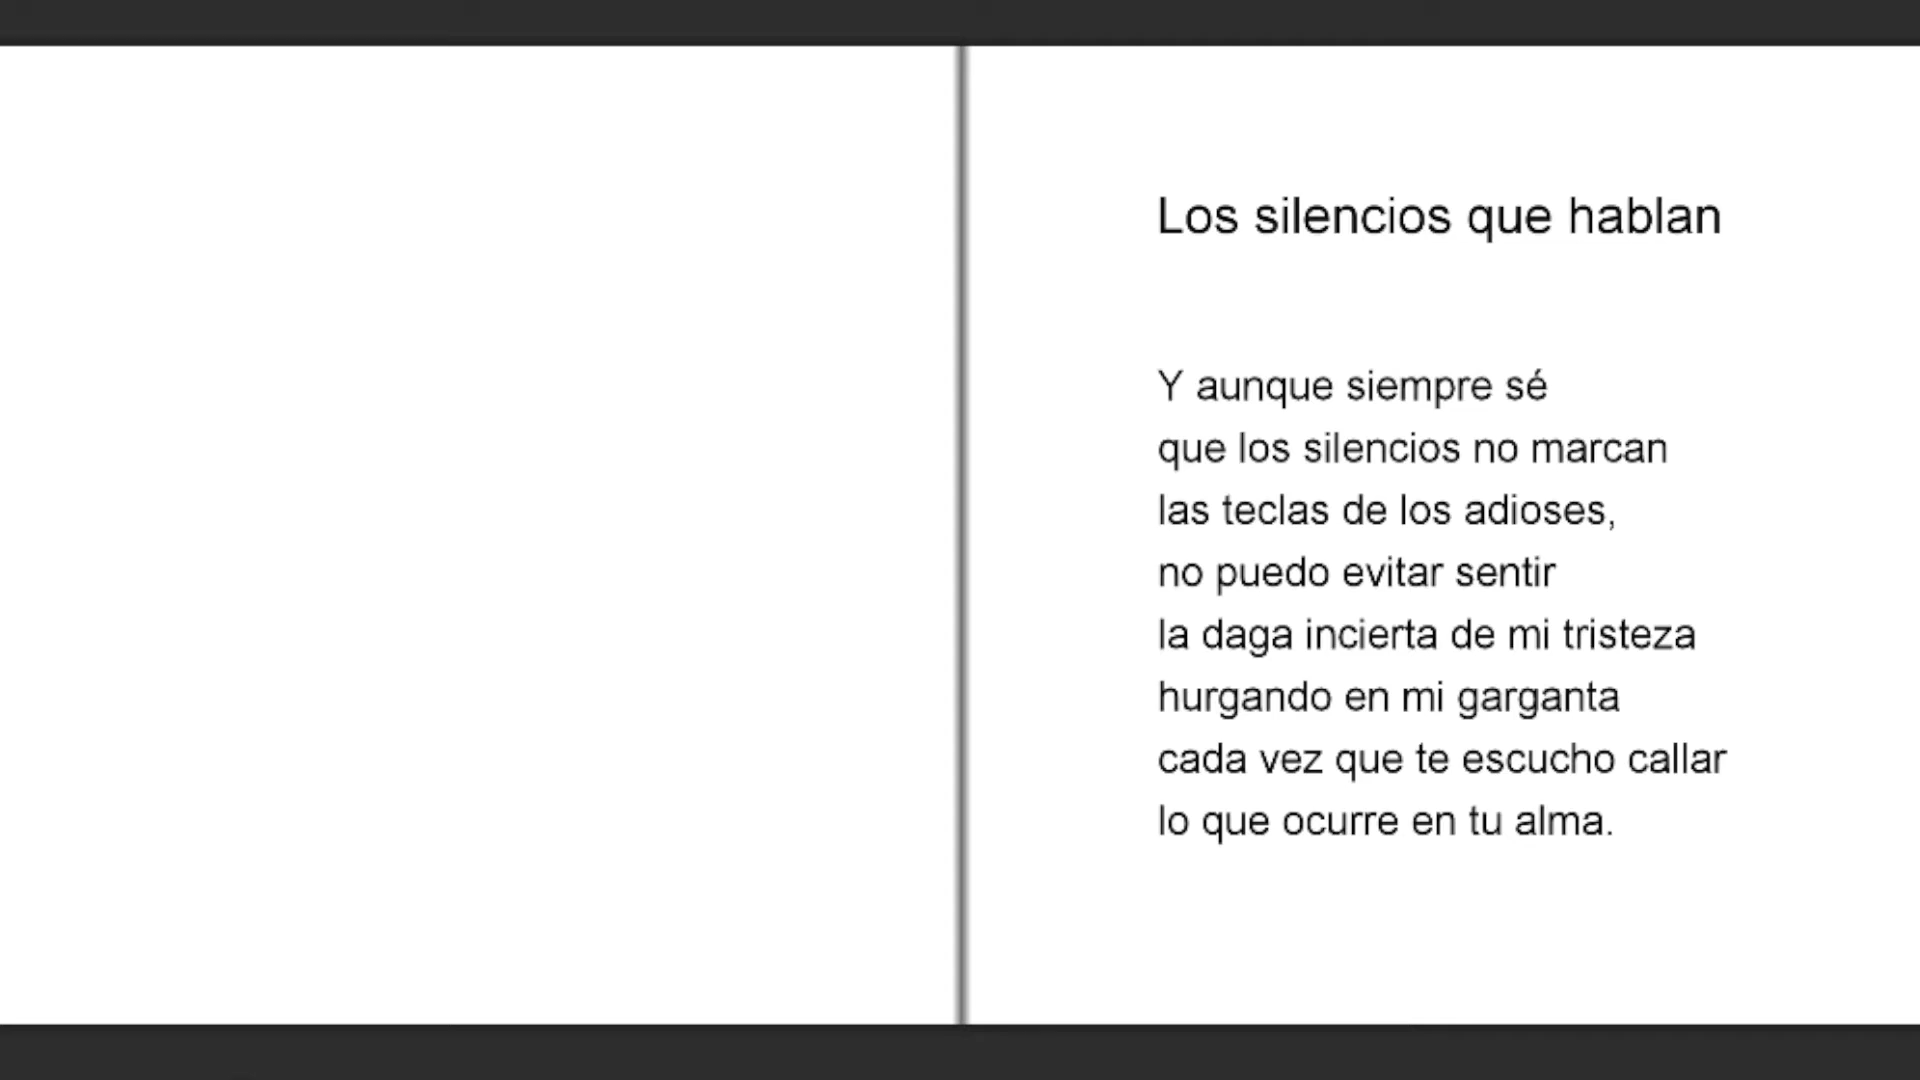 Los silencios que hablan
Y aunque siempre sé
que los silencios no marcan
las teclas de los adioses,
no puedo evitar sentir
la daga incierta de mi tristeza
hurgando en mi garganta
cada vez que te escucho callar
lo que ocurre en tu alma.